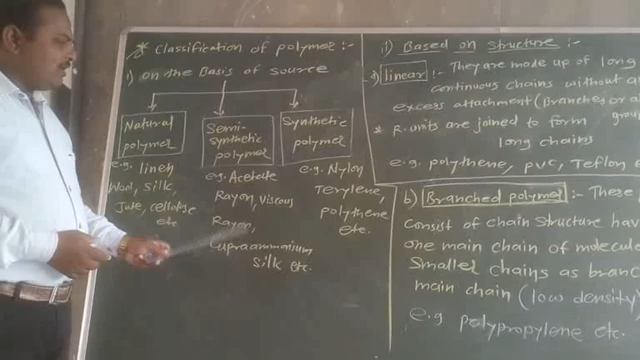 * Classification of polymer :-
i) on the Basis of source
Natural polymer
e.g. linen
Wool, silk,
Jute, cellulose
etc
Semi-synthetic polymer
e.g. Acetate
Rayon, Viscous
Rayon,
Cupraammonium
silk etc.
Synthetic polymer
e.g. Nylon
Terylene,
polythene
etc.
ii) Based on structure :-
a) linear :- They are made up of long
continuous chains without a
excess attachment (branches or
group
* R-units are joined to form
long chains
e.g. polythene, PVC, Teflon e
b) Branched polymer :- These
consist of chain structure hav
one main chain of molecule
Smaller chains as branc
main chain (low density)
e.g polypropylene etc.